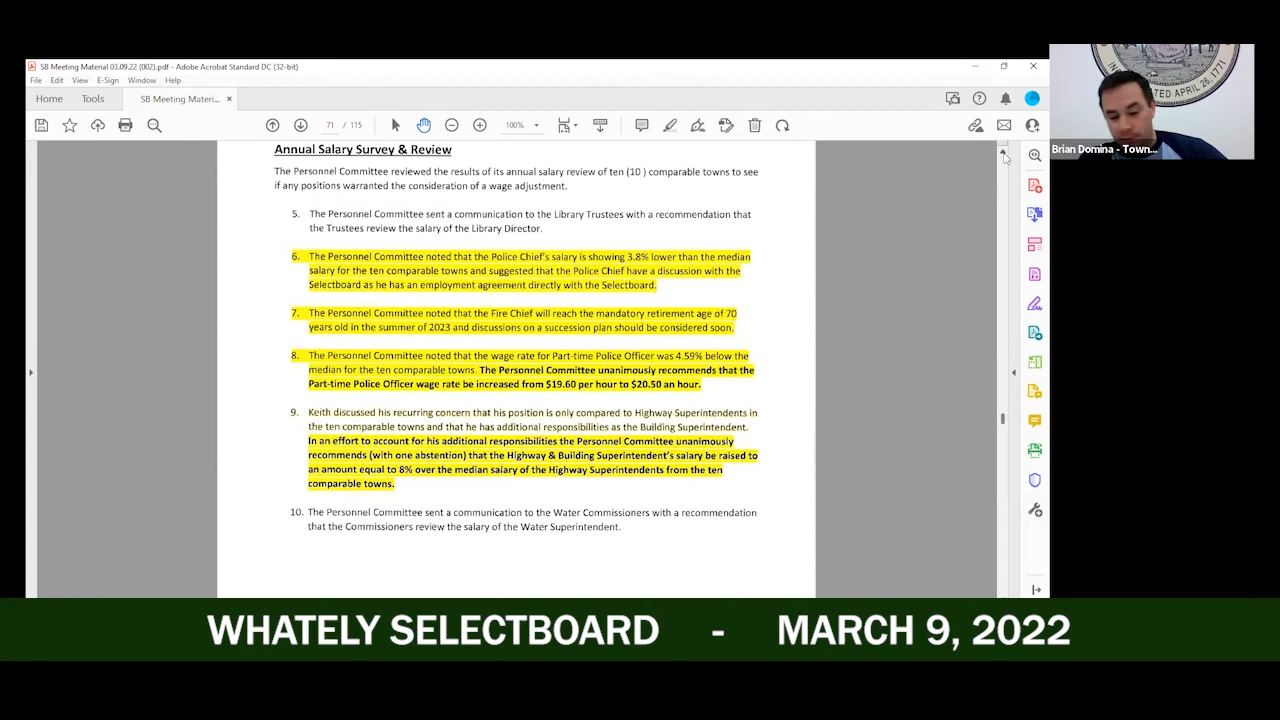 SB Meeting Material 03.09.22 (002).pdf - Adobe Acrobat Standard DC (32-bit)
File Edit View E-Sign Window Help
Home Tools SB Meeting Materi... ×
71 / 115 100%
Annual Salary Survey & Review
The Personnel Committee reviewed the results of its annual salary review of ten (10 ) comparable towns to see
if any positions warranted the consideration of a wage adjustment.
5. The Personnel Committee sent a communication to the Library Trustees with a recommendation that
the Trustees review the salary of the Library Director.
6. The Personnel Committee noted that the Police Chief's salary is showing 3.8% lower than the median
salary for the ten comparable towns and suggested that the Police Chief have a discussion with the
Selectboard as he has an employment agreement directly with the Selectboard.
7. The Personnel Committee noted that the Fire Chief will reach the mandatory retirement age of 70
years old in the summer of 2023 and discussions on a succession plan should be considered soon.
8. The Personnel Committee noted that the wage rate for Part-time Police Officer was 4.59% below the
median for the ten comparable towns. The Personnel Committee unanimously recommends that the
Part-time Police Officer wage rate be increased from $19.60 per hour to $20.50 an hour.
9. Keith discussed his recurring concern that his position is only compared to Highway Superintendents in
the ten comparable towns and that he has additional responsibilities as the Building Superintendent.
In an effort to account for his additional responsibilities the Personnel Committee unanimously
recommends (with one abstention) that the Highway & Building Superintendent's salary be raised to
an amount equal to 8% over the median salary of the Highway Superintendents from the ten
comparable towns.
10. The Personnel Committee sent a communication to the Water Commissioners with a recommendation
that the Commissioners review the salary of the Water Superintendent.
APRIL 26, 1771
Brian Domina - Town...
WHATELY SELECTBOARD - MARCH 9, 2022